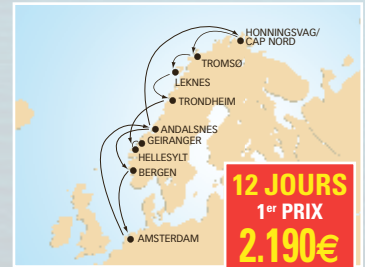 HONNINGSVAG/
CAP NORD
TROMSØ
LEKNES
TRONDHEIM
ANDALSNES
GEIRANGER
HELLESYLT
BERGEN
AMSTERDAM
12 JOURS
1er PRIX
2.190€